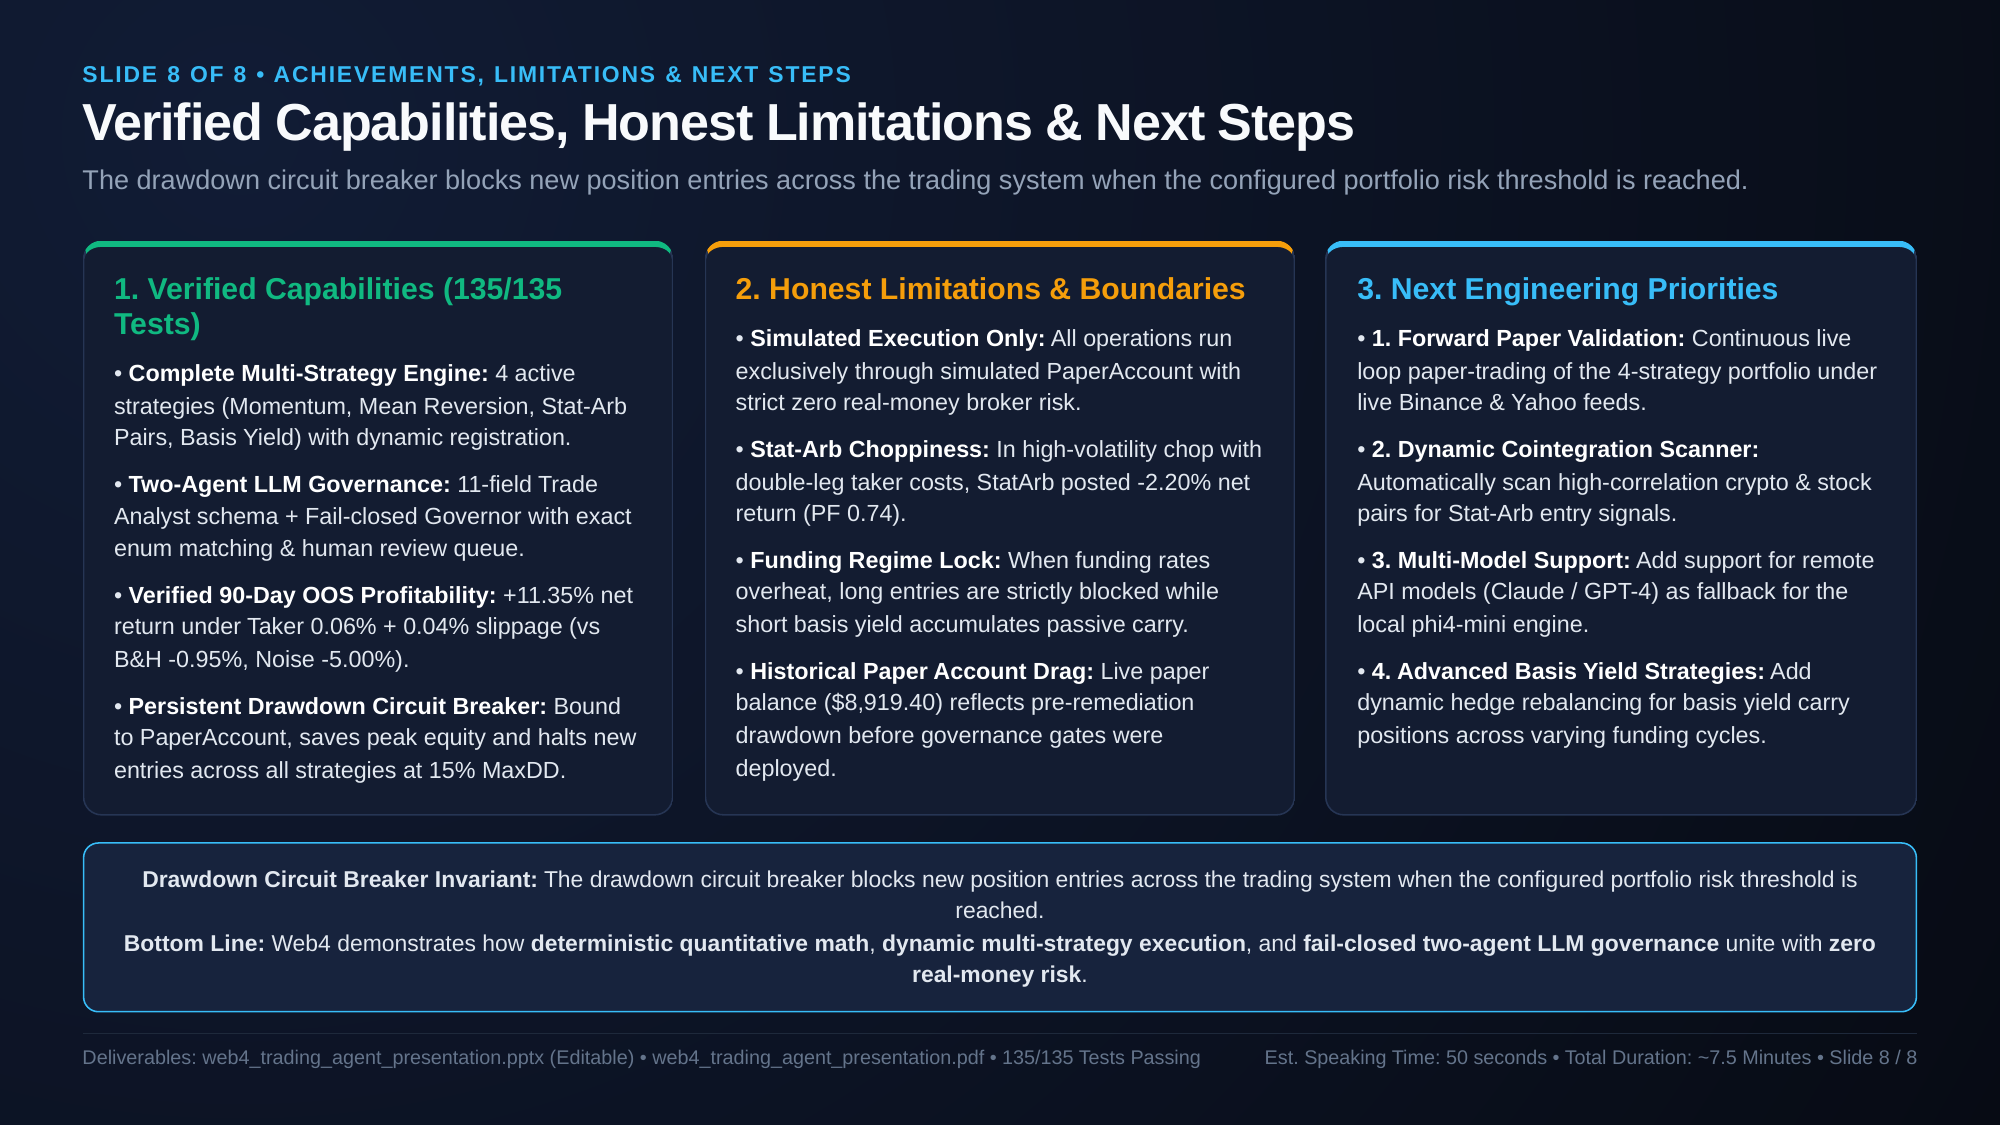 SLIDE 8 OF 8 • ACHIEVEMENTS, LIMITATIONS & NEXT STEPS
Verified Capabilities, Honest Limitations & Next Steps
The drawdown circuit breaker blocks new position entries across the trading system when the configured portfolio risk threshold is reached.
1. Verified Capabilities (135/135
Tests)
• Complete Multi-Strategy Engine: 4 active
strategies (Momentum, Mean Reversion, Stat-Arb
Pairs, Basis Yield) with dynamic registration.
• Two-Agent LLM Governance: 11-field Trade
Analyst schema + Fail-closed Governor with exact
enum matching & human review queue.
• Verified 90-Day OOS Profitability: +11.35% net
return under Taker 0.06% + 0.04% slippage (vs
B&H -0.95%, Noise -5.00%).
• Persistent Drawdown Circuit Breaker: Bound
to PaperAccount, saves peak equity and halts new
entries across all strategies at 15% MaxDD.
2. Honest Limitations & Boundaries
• Simulated Execution Only: All operations run
exclusively through simulated PaperAccount with
strict zero real-money broker risk.
• Stat-Arb Choppiness: In high-volatility chop with
double-leg taker costs, StatArb posted -2.20% net
return (PF 0.74).
• Funding Regime Lock: When funding rates
overheat, long entries are strictly blocked while
short basis yield accumulates passive carry.
• Historical Paper Account Drag: Live paper
balance ($8,919.40) reflects pre-remediation
drawdown before governance gates were
deployed.
3. Next Engineering Priorities
• 1. Forward Paper Validation: Continuous live
loop paper-trading of the 4-strategy portfolio under
live Binance & Yahoo feeds.
• 2. Dynamic Cointegration Scanner:
Automatically scan high-correlation crypto & stock
pairs for Stat-Arb entry signals.
• 3. Multi-Model Support: Add support for remote
API models (Claude / GPT-4) as fallback for the
local phi4-mini engine.
• 4. Advanced Basis Yield Strategies: Add
dynamic hedge rebalancing for basis yield carry
positions across varying funding cycles.
Drawdown Circuit Breaker Invariant: The drawdown circuit breaker blocks new position entries across the trading system when the configured portfolio risk threshold is
reached.
Bottom Line: Web4 demonstrates how deterministic quantitative math, dynamic multi-strategy execution, and fail-closed two-agent LLM governance unite with zero
real-money risk.
Deliverables: web4_trading_agent_presentation.pptx (Editable) • web4_trading_agent_presentation.pdf • 135/135 Tests Passing
Est. Speaking Time: 50 seconds • Total Duration: ~7.5 Minutes • Slide 8 / 8